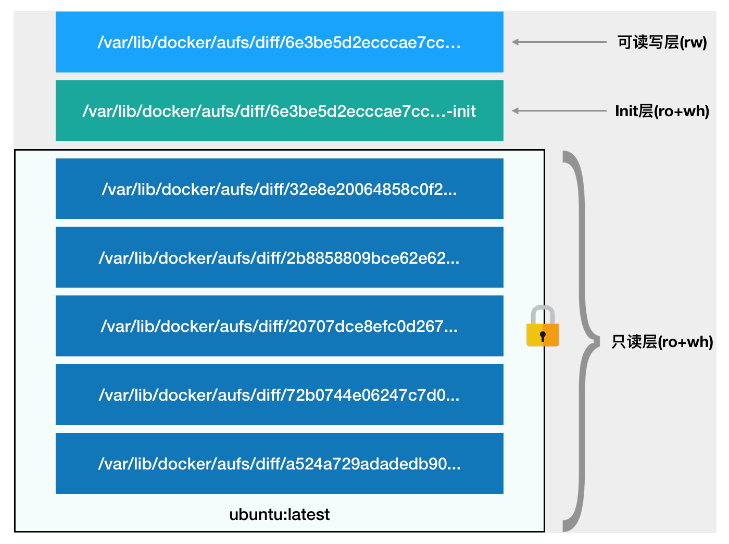 /var/lib/docker/aufs/diff/6e3be5d2ecccae7cc... 可读写层(rw)
/var/lib/docker/aufs/diff/6e3be5d2ecccae7cc...-init Init层(ro+wh)
/var/lib/docker/aufs/diff/32e8e20064858c0f2...
/var/lib/docker/aufs/diff/2b8858809bce62e62...
/var/lib/docker/aufs/diff/20707dce8efc0d267...
只读层(ro+wh)
/var/lib/docker/aufs/diff/72b0744e06247c7d0...
/var/lib/docker/aufs/diff/a524a729adadedb90...
ubuntu:latest